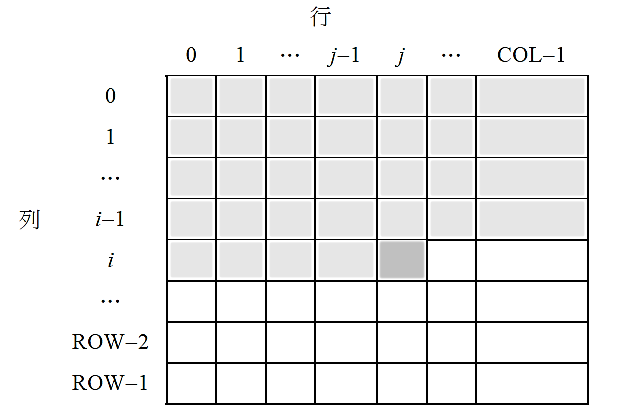 行
0 1 … j–1 j … COL–1
0
1
…
列 i–1
i
…
ROW–2
ROW–1